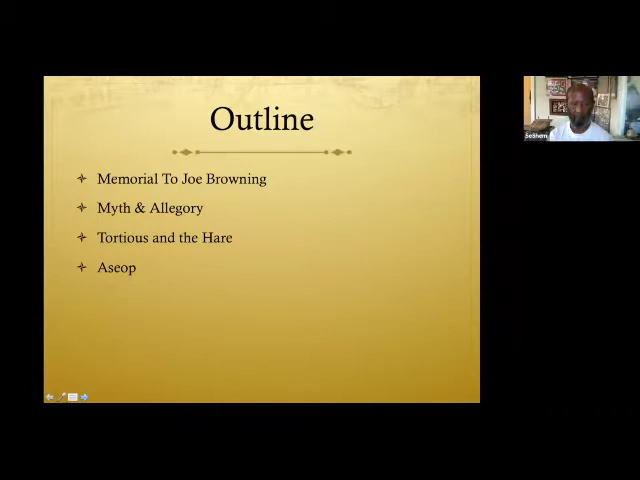 Outline
Memorial To Joe Browning
Myth & Allegory
Tortious and the Hare
Aseop